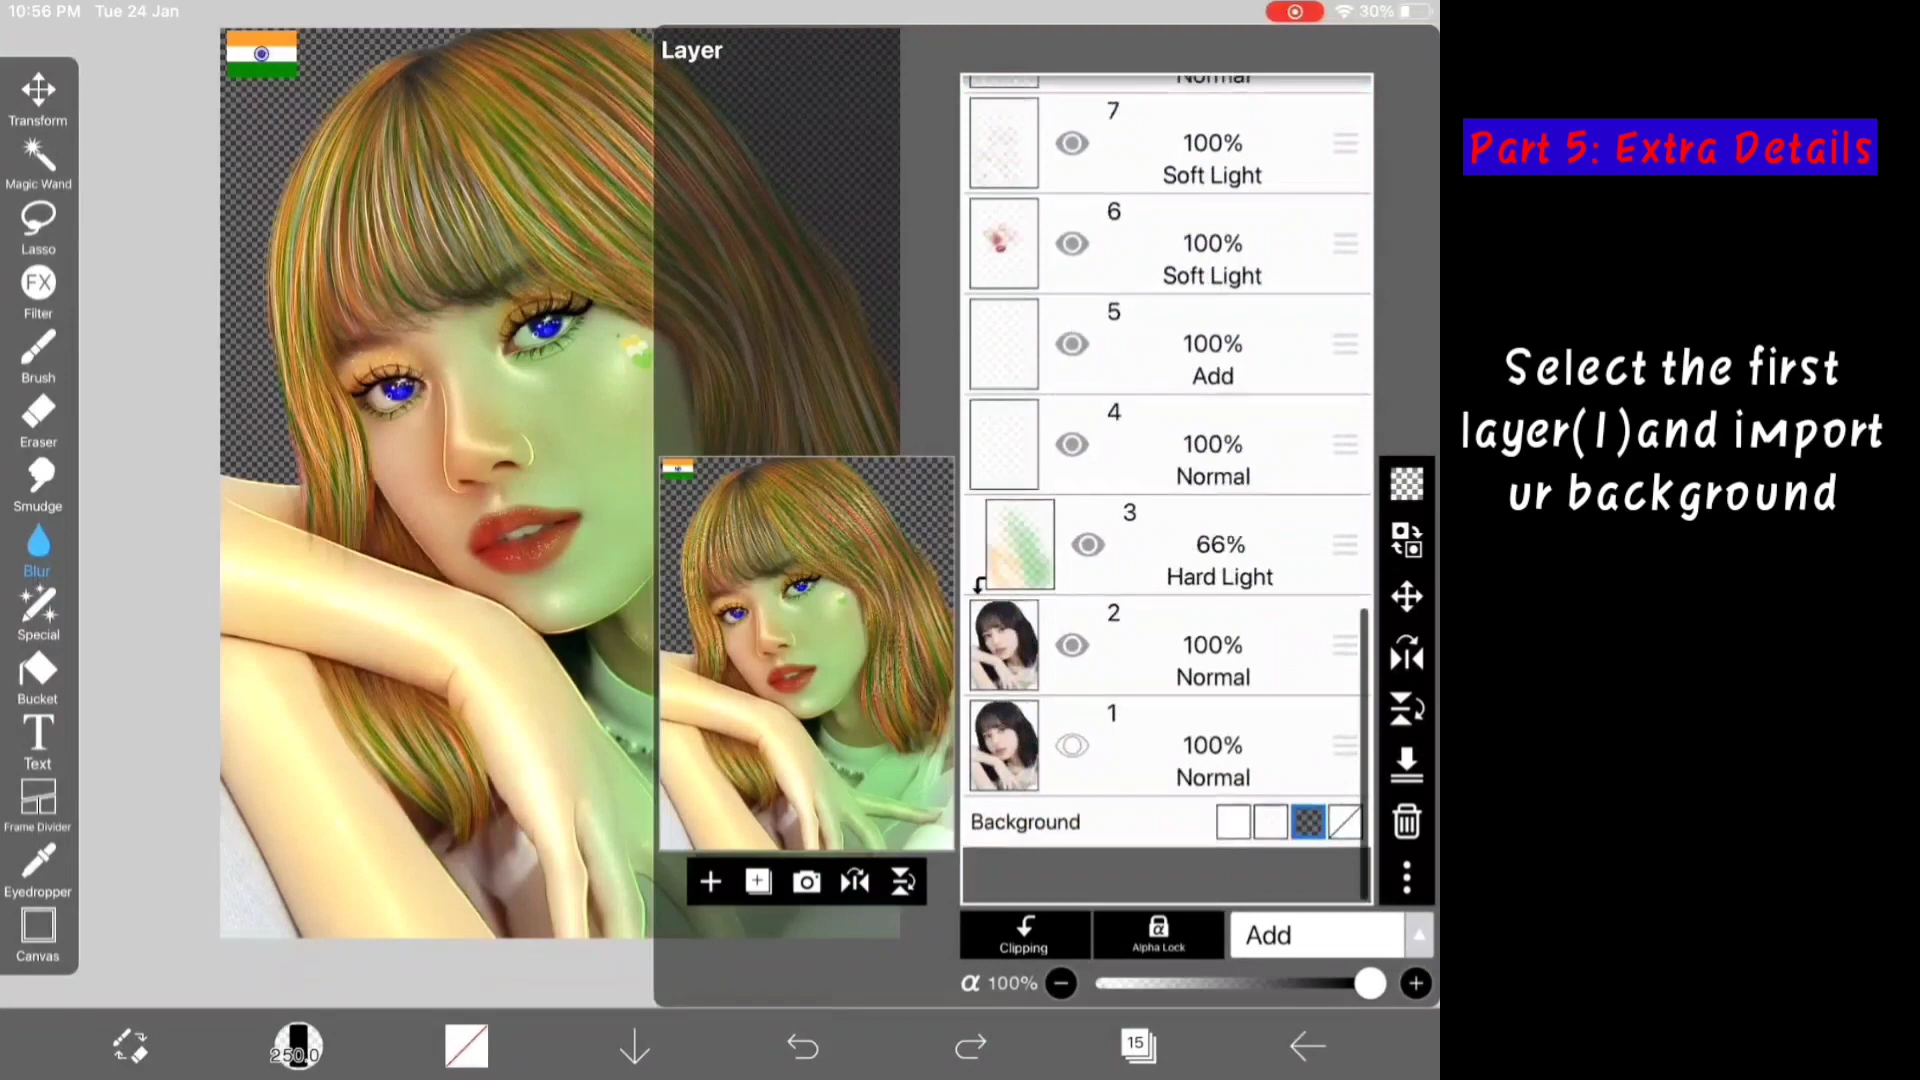 10:56 PM Tue 24 Jan
30%
Layer
Transform
Magic Wand
Lasso
FX
Filter
Brush
Eraser
Smudge
Blur
Special
Bucket
T
Text
Frame Divider
Eyedropper
Canvas
Normal
7
100%
Soft Light
6
100%
Soft Light
5
100%
Add
4
100%
Normal
3
66%
Hard Light
2
100%
Normal
1
100%
Normal
Background
Clipping
α
Alpha Lock
Add
α 100%
250.0
15
Part 5: Extra Details
Select the first
layer(1)and import
ur background